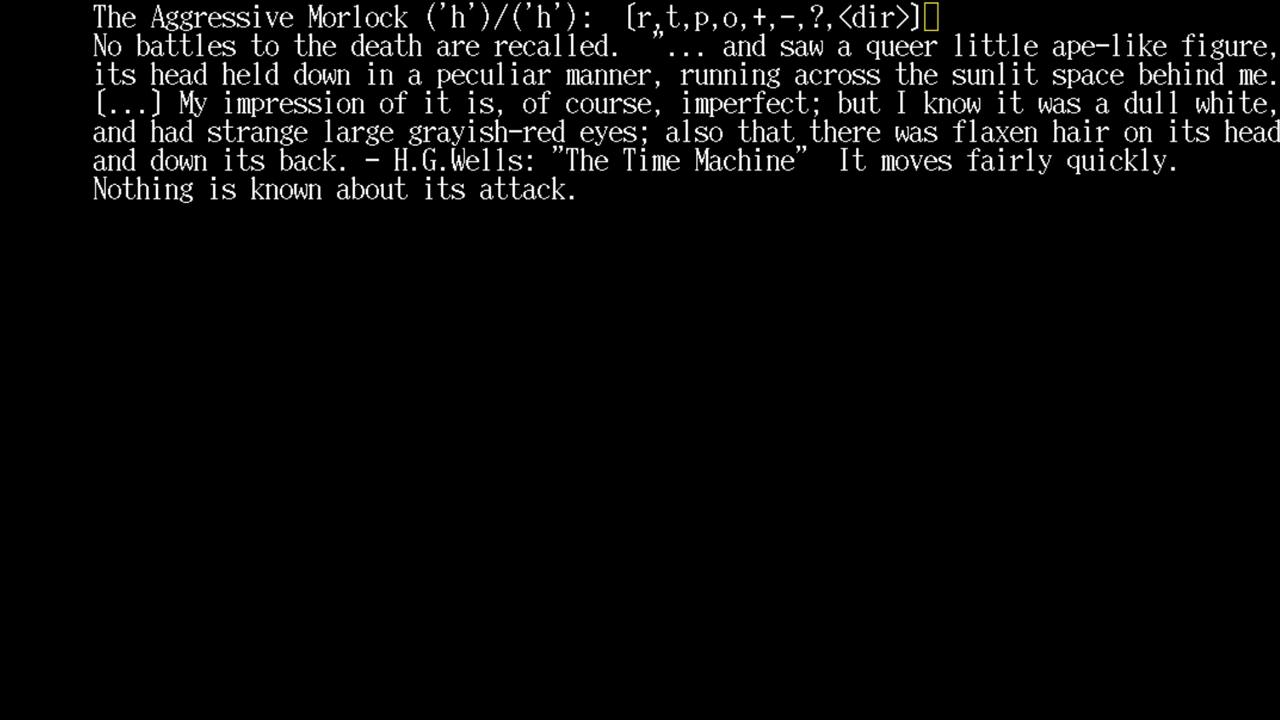 The Aggressive Morlock ('h')/('h'):  [r,t,p,o,+,-,?,<dir>]
No battles to the death are recalled.  "... and saw a queer little ape-like figure,
its head held down in a peculiar manner, running across the sunlit space behind me.
[...] My impression of it is, of course, imperfect; but I know it was a dull white,
and had strange large grayish-red eyes; also that there was flaxen hair on its head
and down its back. - H.G.Wells: "The Time Machine"  It moves fairly quickly.
Nothing is known about its attack.